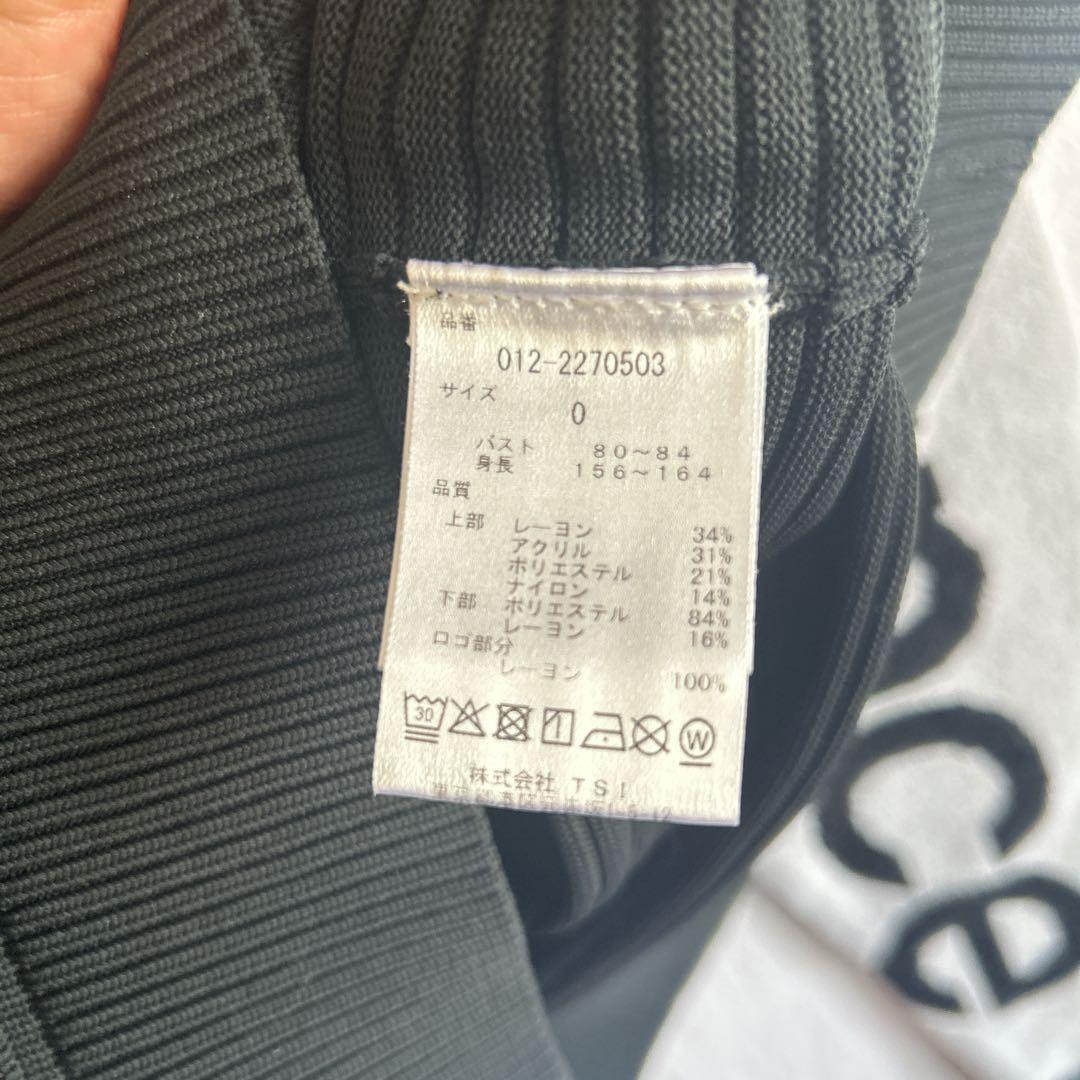 品番
012-2270503
サイズ
0
バスト 80～84
身長 156～164
品質
上部 レーヨン 34%
アクリル 31%
ポリエステル 21%
ナイロン 14%
下部 ポリエステル 84%
レーヨン 16%
ロゴ部分
レーヨン 100%
30
W
株式会社 TSI
ce
e